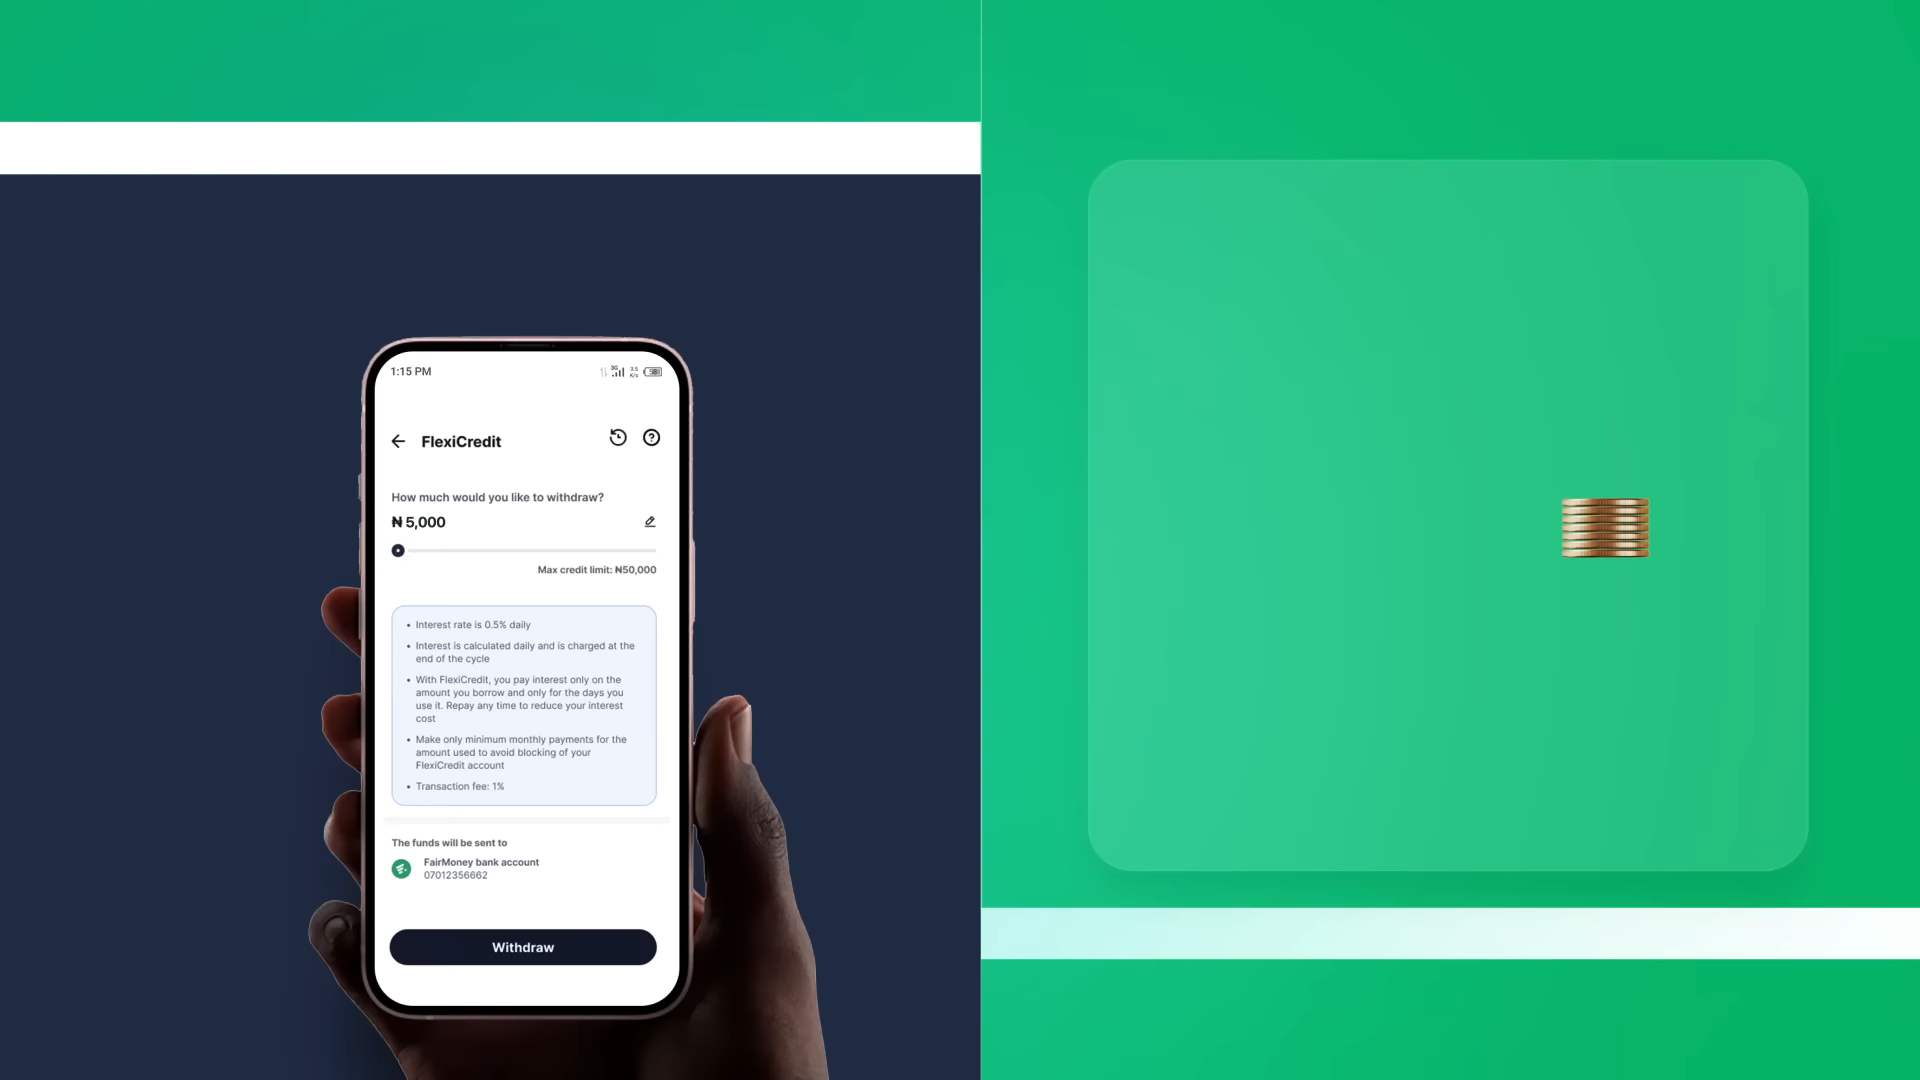 1:15 PM
3G
3.5
K/s
58
FlexiCredit
How much would you like to withdraw?
₦ 5,000
Max credit limit: ₦50,000
• Interest rate is 0.5% daily
• Interest is calculated daily and is charged at the
end of the cycle
• With FlexiCredit, you pay interest only on the
amount you borrow and only for the days you
use it. Repay any time to reduce your interest
cost
• Make only minimum monthly payments for the
amount used to avoid blocking of your
FlexiCredit account
• Transaction fee: 1%
The funds will be sent to
FairMoney bank account
07012356662
Withdraw